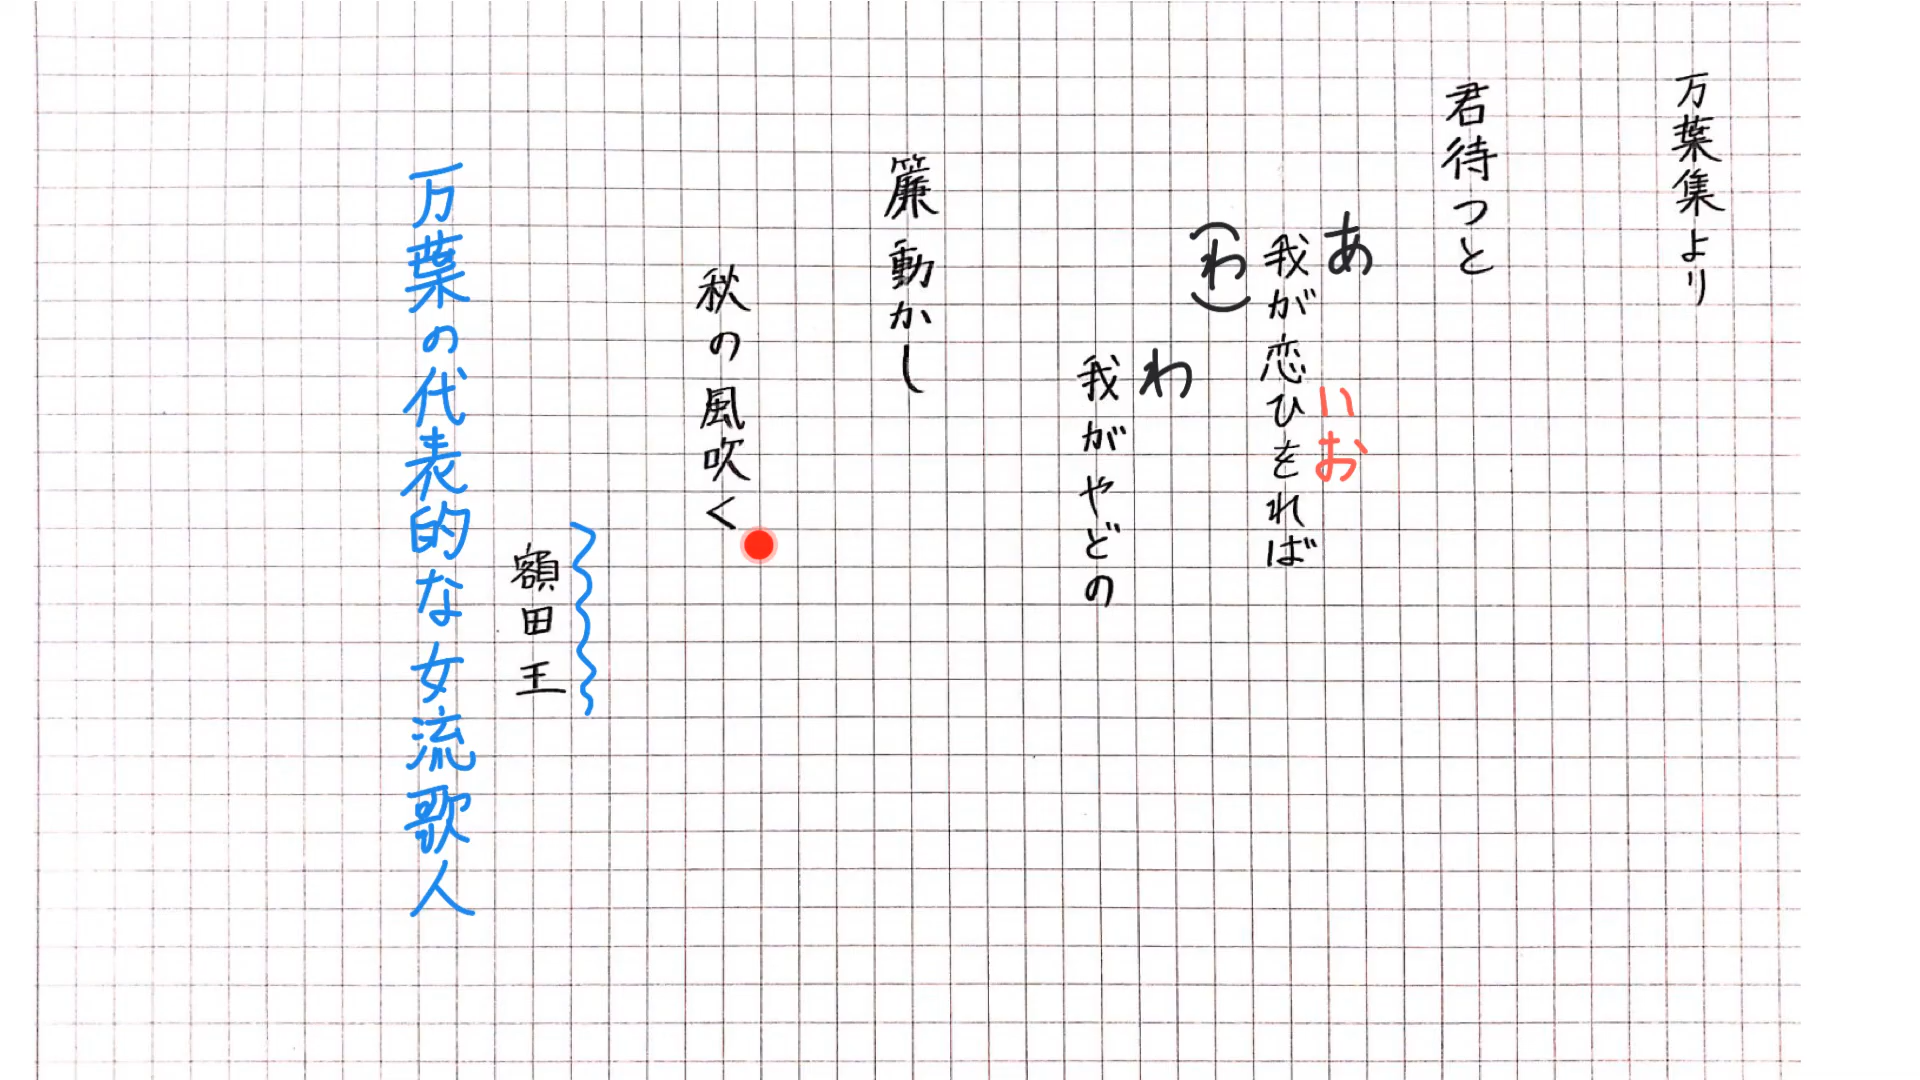 万葉集より
君待つと
あ
いお
我が恋ひをれば
(わ)
わ
我がやどの
簾動かし
秋の風吹く
額田王
万葉の代表的な女流歌人